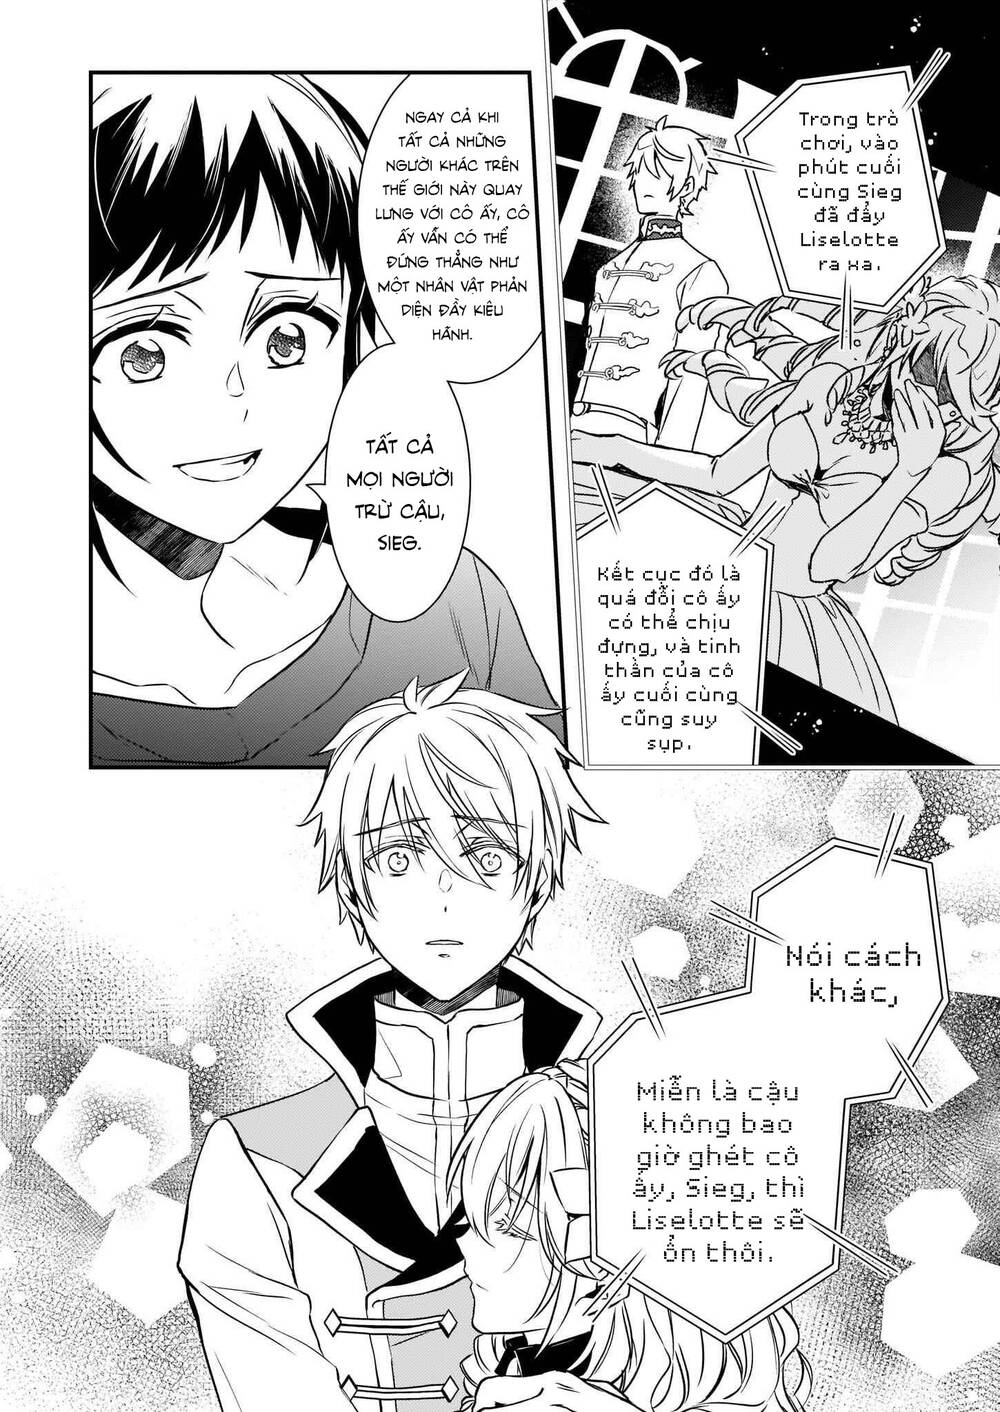 Trong trò
chơi, vào
phút cuối
cùng Sieg
đã đẩy
Liselotte
ra xa.
Kết cục đó là
quá đỗi cô ấy
có thể chịu
đựng, và tinh
thần của cô
ấy cuối cùng
cũng suy
sụp.
NGAY CẢ KHI
TẤT CẢ NHỮNG
NGƯỜI KHÁC TRÊN
THẾ GIỚI NÀY QUAY
LƯNG VỚI CÔ ẤY, CÔ
ẤY VẪN CÓ THỂ
ĐỨNG THẲNG NHƯ
MỘT NHÂN VẬT PHẢN
DIỆN ĐẦY KIÊU
HÃNH.
TẤT CẢ
MỌI NGƯỜI
TRỪ CẬU,
SIEG.
Nói cách
khác,
Miễn là cậu
không bao
giờ ghét cô
ấy, Sieg, thì
Liselotte sẽ
ổn thôi.